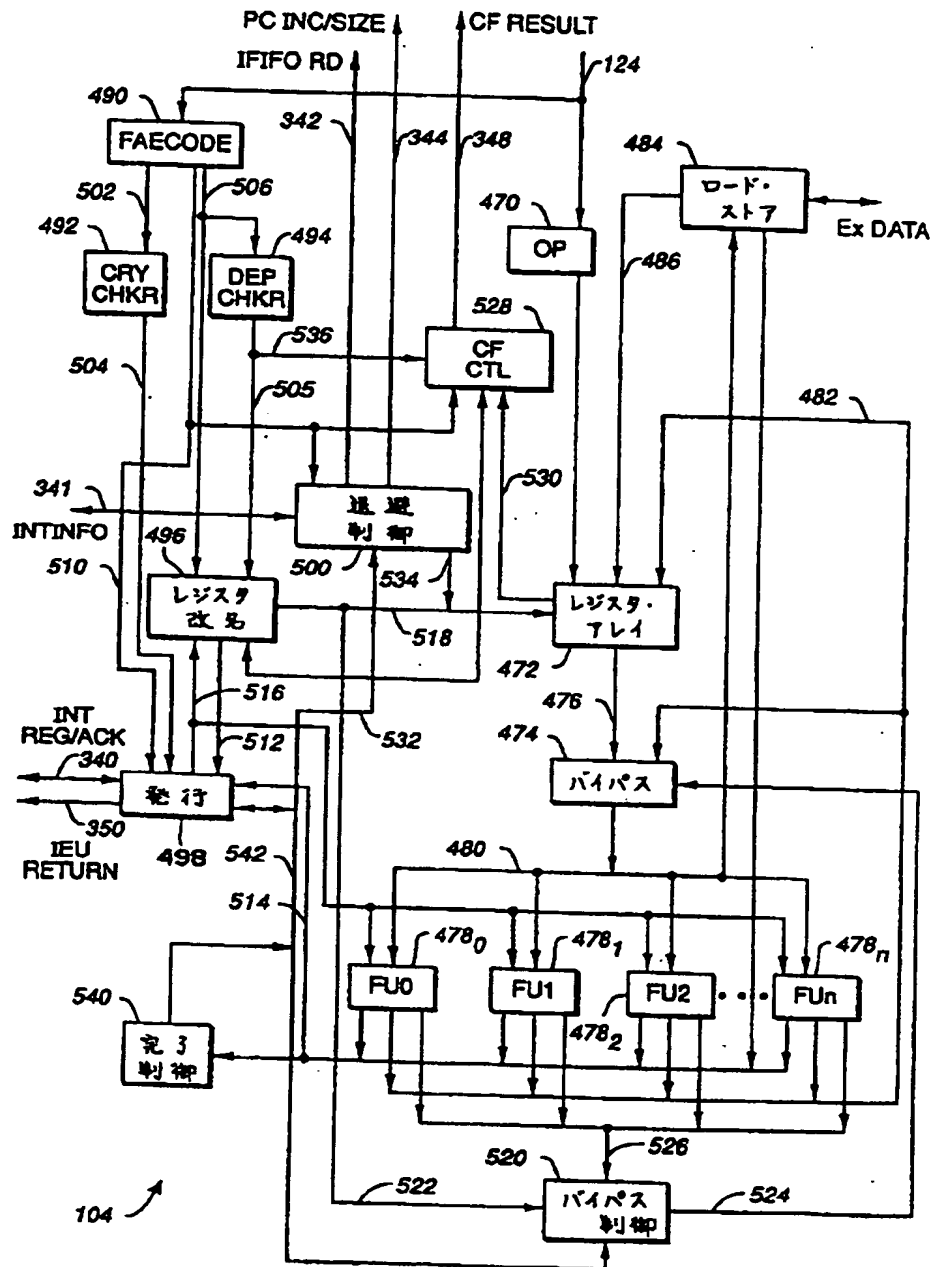 PC INC/SIZE
CF RESULT
IFIFO RD
124
490
FAECODE
342
344
348
484
ロード・
ストア
Ex DATA
502
506
492
494
470
OP
486
CRY
CHKR
DEP
CHKR
528
536
CF
CTL
504
505
482
341
INTINFO
530
退避
制御
496
510
500
534
レジスタ
改名
518
レジスタ・
アレイ
472
516
532
476
INT
REG/ACK
512
474
340
発行
バイパス
350
IEU
RETURN
498
542
480
514
478₀
478₁
478ₙ
FU0
FU1
FU2
FUn
478₂
540
完了
制御
520
526
522
バイパス
制御
524
104